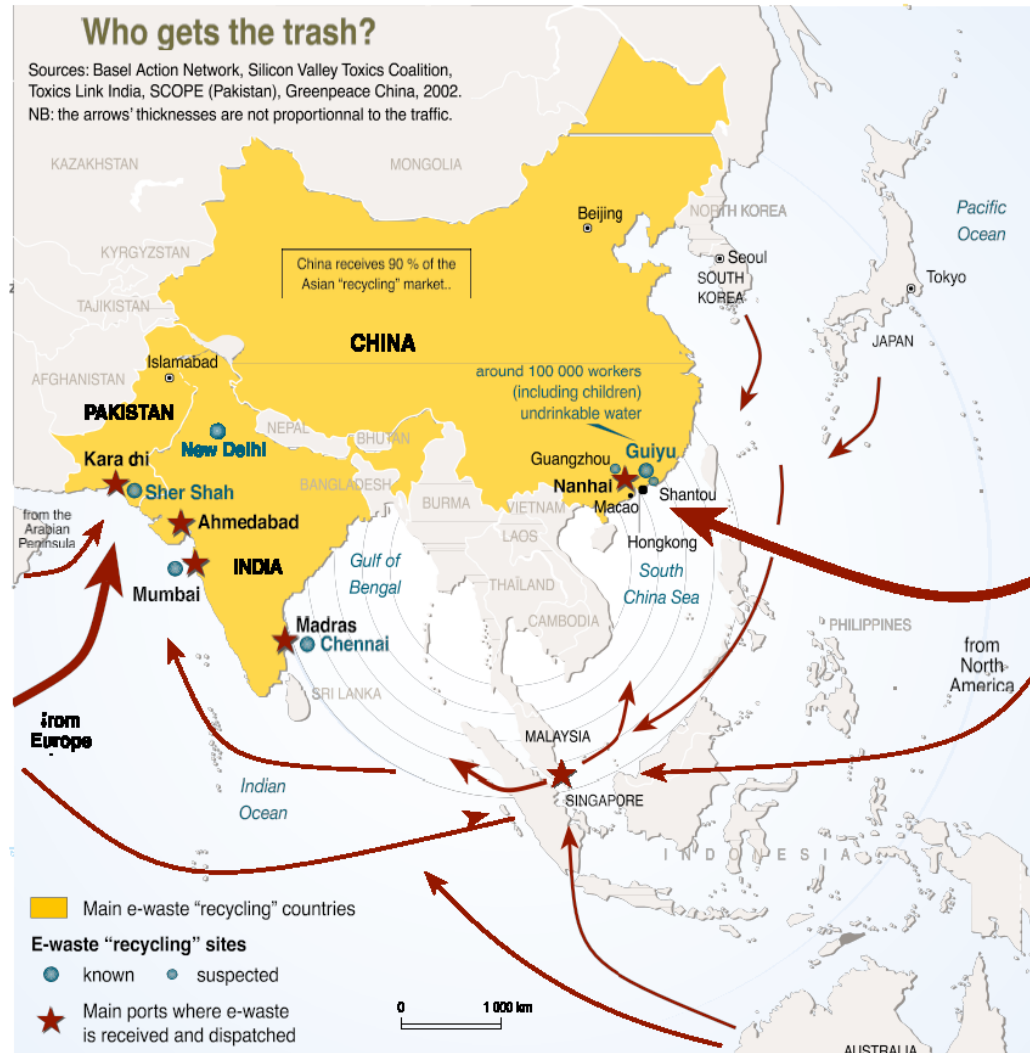 Who gets the trash?
Sources: Basel Action Network, Silicon Valley Toxics Coalition,
Toxics Link India, SCOPE (Pakistan), Greenpeace China, 2002.
NB: the arrows' thicknesses are not proportionnal to the traffic.
KAZAKHSTAN
MONGOLIA
Pacific
Ocean
NORTH KOREA
Beijing
KYRGYZSTAN
Seoul
SOUTH
KOREA
China receives 90 % of the
Asian "recycling" market..
Tokyo
TAJIKISTAN
JAPAN
CHINA
Islamabad
AFGHANISTAN
around 100 000 workers
(including children)
undrinkable water
PAKISTAN
NEPAL
BHUTAN
New Delhi
Kara chi
Guangzhou
Guiyu
BANGLADESH
Nanhai
Sher Shah
Shantou
BURMA
VIETNAM
Macao
from the
Arabian
Peninsula
Ahmedabad
LAOS
Hongkong
INDIA
Gulf of
Bengal
THAÏLAND
South
China Sea
Mumbai
CAMBODIA
PHILIPPINES
Madras
Chennai
from
North
America
SRI LANKA
from
Europe
MALAYSIA
Indian
Ocean
SINGAPORE
INDONESIA
Main e-waste "recycling" countries
E-waste "recycling" sites
known
suspected
Main ports where e-waste
is received and dispatched
0
1 000 km
AUSTRALIA